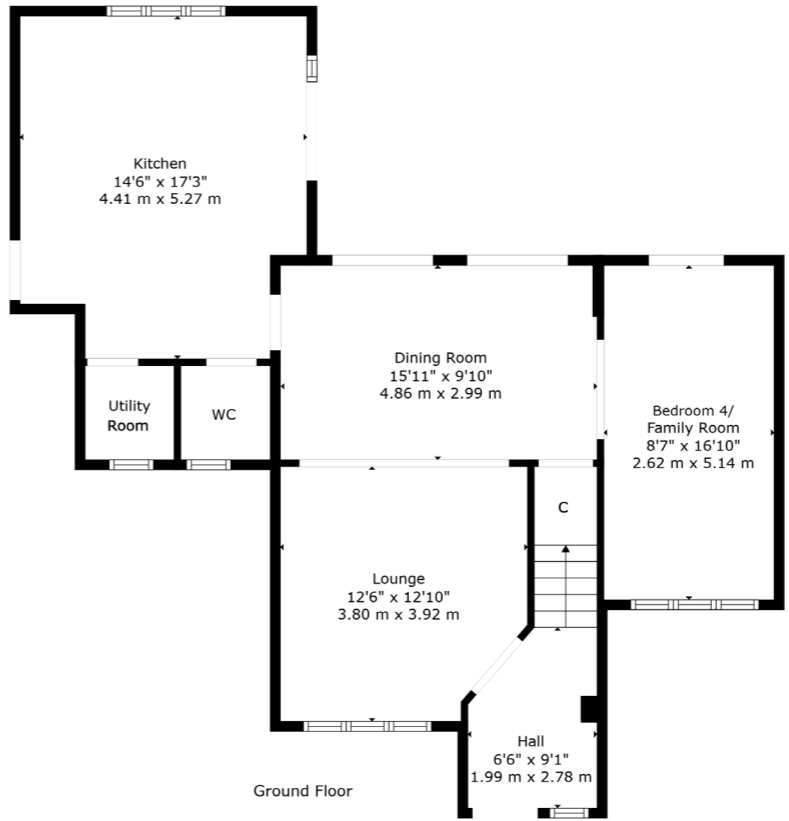 Kitchen
14'6" x 17'3"
4.41 m x 5.27 m
Dining Room
15'11" x 9'10"
4.86 m x 2.99 m
Utility
Room
WC
Bedroom 4/
Family Room
8'7" x 16'10"
2.62 m x 5.14 m
C
Lounge
12'6" x 12'10"
3.80 m x 3.92 m
Hall
6'6" x 9'1"
1.99 m x 2.78 m
Ground Floor